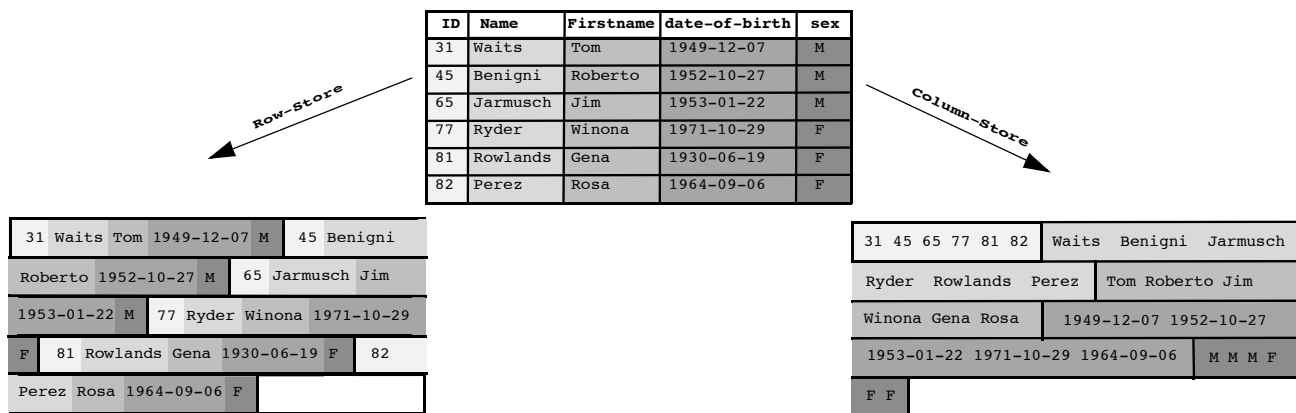 ID Name Firstname date-of-birth sex
31 Waits Tom 1949-12-07 M
45 Benigni Roberto 1952-10-27 M
65 Jarmusch Jim 1953-01-22 M
77 Ryder Winona 1971-10-29 F
81 Rowlands Gena 1930-06-19 F
82 Perez Rosa 1964-09-06 F
Row-Store
Column-Store
31 Waits Tom 1949-12-07 M 45 Benigni
Roberto 1952-10-27 M 65 Jarmusch Jim
1953-01-22 M 77 Ryder Winona 1971-10-29
F 81 Rowlands Gena 1930-06-19 F 82
Perez Rosa 1964-09-06 F
31 45 65 77 81 82 Waits Benigni Jarmusch
Ryder Rowlands Perez Tom Roberto Jim
Winona Gena Rosa 1949-12-07 1952-10-27
1953-01-22 1971-10-29 1964-09-06 M M M F
F F